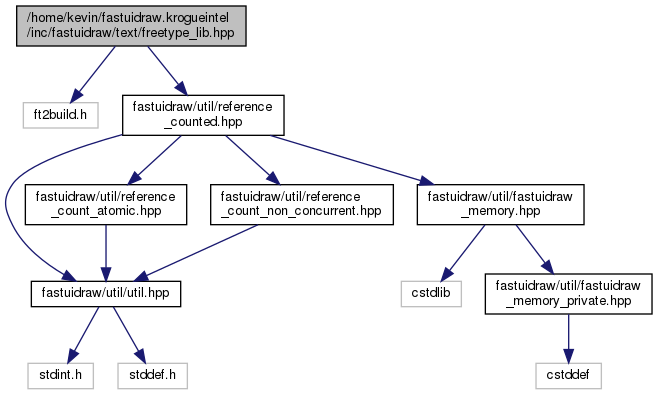 /home/kevin/fastuidraw.krogueintel
/inc/fastuidraw/text/freetype_lib.hpp
ft2build.h
fastuidraw/util/reference
_counted.hpp
fastuidraw/util/reference
_count_atomic.hpp
fastuidraw/util/reference
_count_non_concurrent.hpp
fastuidraw/util/fastuidraw
_memory.hpp
fastuidraw/util/util.hpp
cstdlib
fastuidraw/util/fastuidraw
_memory_private.hpp
stdint.h
stddef.h
cstddef